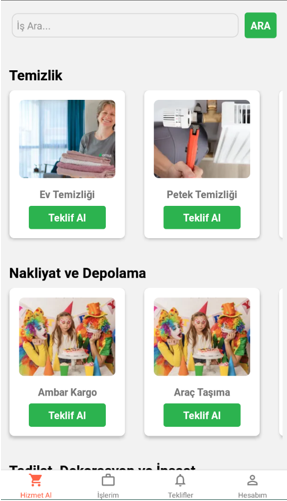 İş Ara...
ARA
Temizlik
Ev Temizliği
Petek Temizliği
Teklif Al
Teklif Al
Nakliyat ve Depolama
Ambar Kargo
Araç Taşıma
Teklif Al
Teklif Al
Tadilat, Dekorasyon ve İnşaat
Hizmet Al
İşlerim
Teklifler
Hesabım